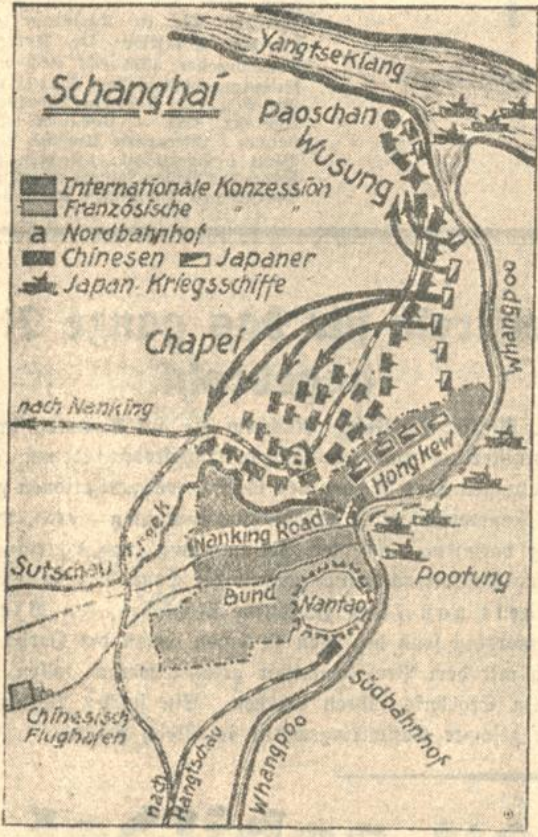 Yangtsekiang
Schanghai
Paoschan
Wusung
Internationale Konzession
Französische " "
a Nordbahnhof
Chinesen Japaner
Japan- Kriegsschiffe
Whangpoo
Chapei
nach Nanking
a
Hongkew
Creek
Nanking Road
Sutschau
Bund
Nantao
Pootung
Chinesisch
Flughafen
Südbahnhof
nach
Hangtschau
Whangpoo